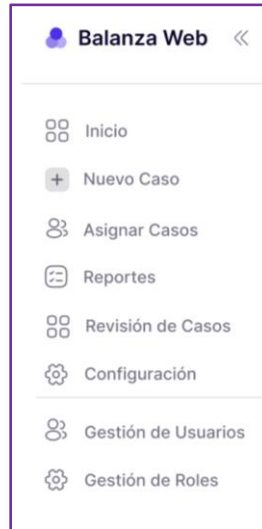 Balanza Web
Inicio
Nuevo Caso
Asignar Casos
Reportes
Revisión de Casos
Configuración
Gestión de Usuarios
Gestión de Roles